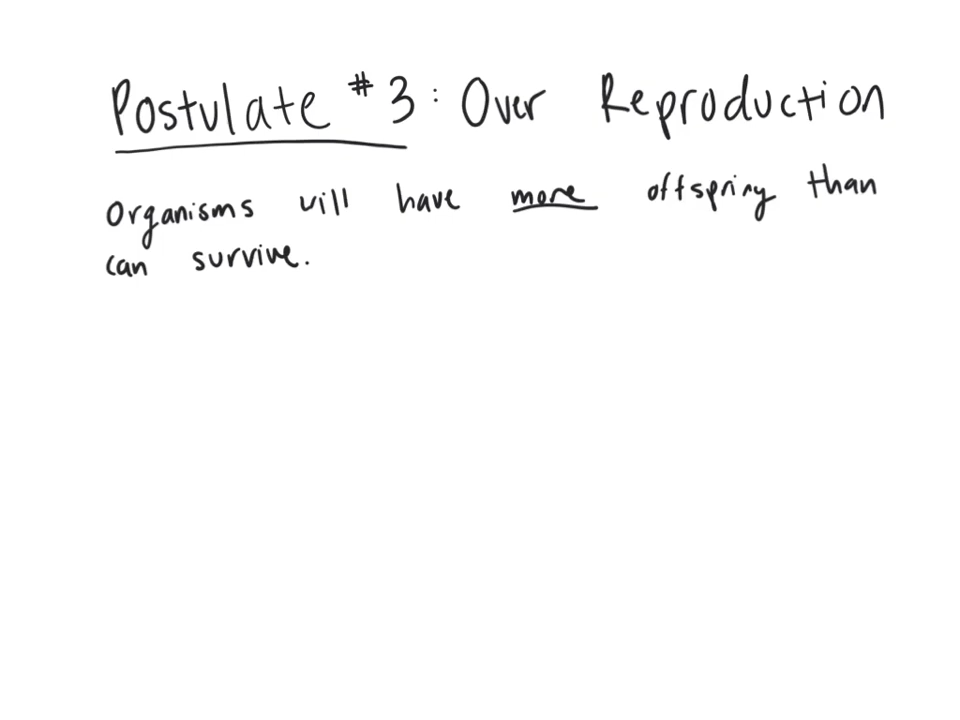 Postulate #3: Over Reproduction
Organisms will have more offspring than
can survive.